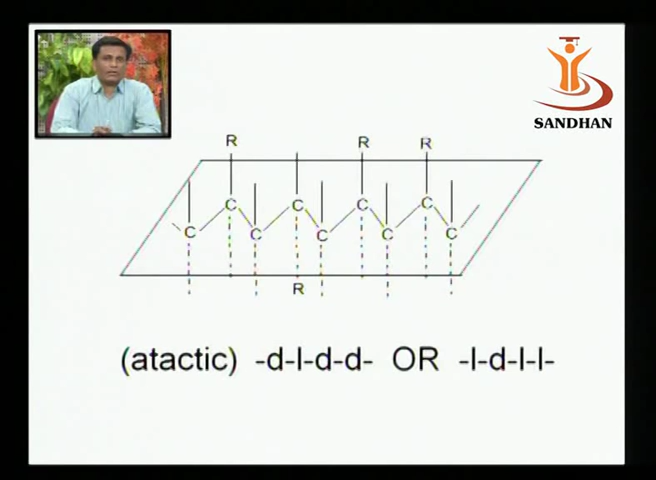 SANDHAN
R R R
C C C C
C C C C C
R
(atactic) -d-l-d-d- OR -l-d-l-l-